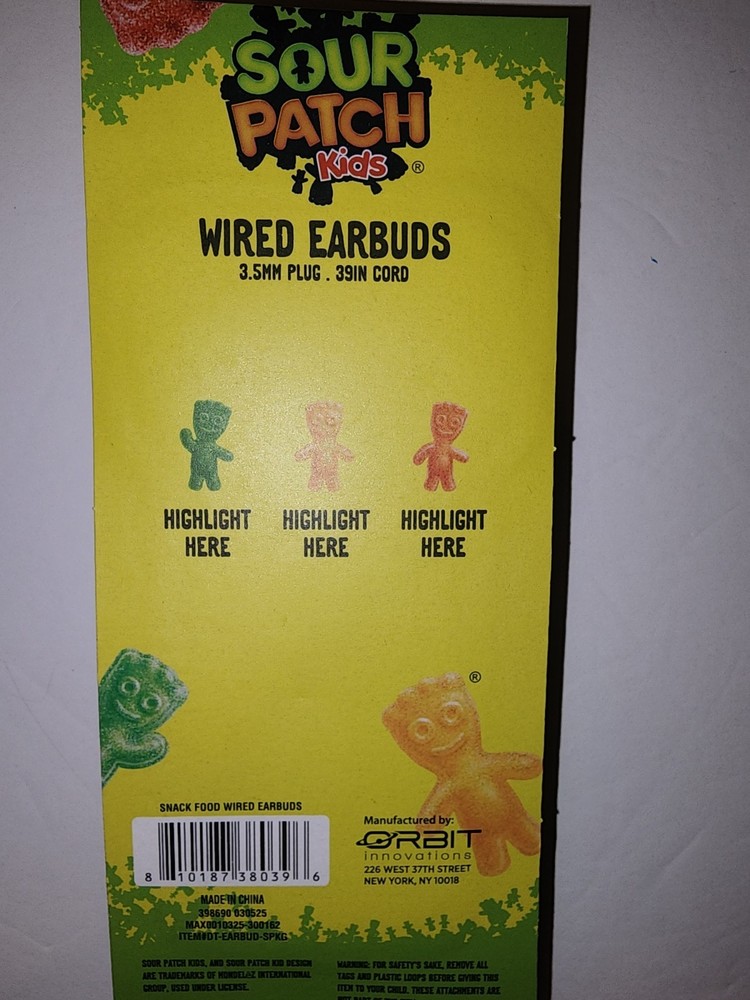 SOUR
PATCH
Kids ®
WIRED EARBUDS
3.5MM PLUG . 39IN CORD
HIGHLIGHT HERE
HIGHLIGHT HERE
HIGHLIGHT HERE
®
SNACK FOOD WIRED EARBUDS
8 10187 38039 6
MADE IN CHINA
398690 030525
MAX0010325-300162
ITEM#DT-EARBUD-SPKG
Manufactured by:
ORBIT
innovations
226 WEST 37TH STREET
NEW YORK, NY 10018
SOUR PATCH KIDS, AND SOUR PATCH KID DESIGN
ARE TRADEMARKS OF MONDELĒZ INTERNATIONAL
GROUP, USED UNDER LICENSE.
WARNING: FOR SAFETY'S SAKE, REMOVE ALL
TAGS AND PLASTIC LOOPS BEFORE GIVING THIS
ITEM TO YOUR CHILD. THESE ATTACHMENTS ARE